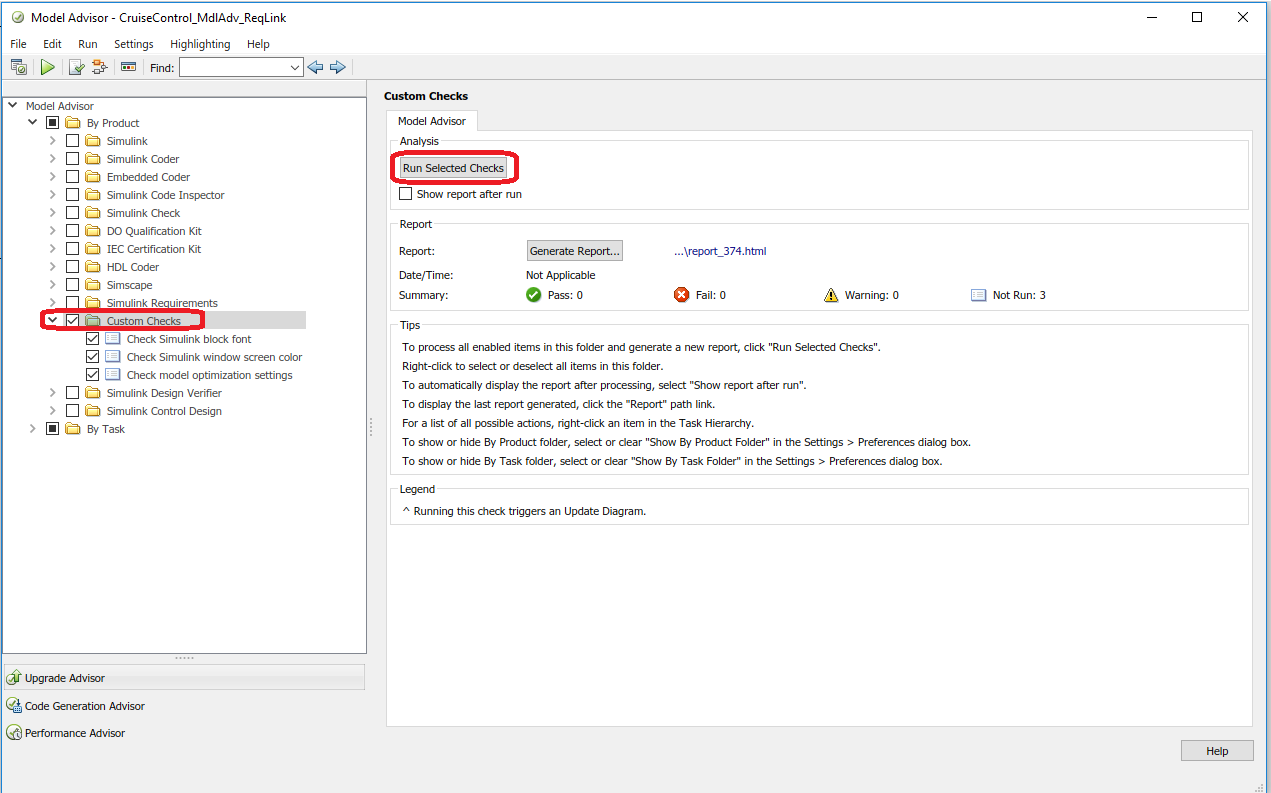 Model Advisor - CruiseControl_MdlAdv_ReqLink
File Edit Run Settings Highlighting Help
Find:
Model Advisor
By Product
Simulink
Simulink Coder
Embedded Coder
Simulink Code Inspector
Simulink Check
DO Qualification Kit
IEC Certification Kit
HDL Coder
Simscape
Simulink Requirements
Custom Checks
Check Simulink block font
Check Simulink window screen color
Check model optimization settings
Simulink Design Verifier
Simulink Control Design
By Task
Upgrade Advisor
Code Generation Advisor
Performance Advisor
Custom Checks
Model Advisor
Analysis
Run Selected Checks
Show report after run
Report
Report: Generate Report... ...\report_374.html
Date/Time: Not Applicable
Summary: Pass: 0 Fail: 0 Warning: 0 Not Run: 3
Tips
To process all enabled items in this folder and generate a new report, click "Run Selected Checks".
Right-click to select or deselect all items in this folder.
To automatically display the report after processing, select "Show report after run".
To display the last report generated, click the "Report" path link.
For a list of all possible actions, right-click an item in the Task Hierarchy.
To show or hide By Product folder, select or clear "Show By Product Folder" in the Settings > Preferences dialog box.
To show or hide By Task folder, select or clear "Show By Task Folder" in the Settings > Preferences dialog box.
Legend
^ Running this check triggers an Update Diagram.
Help